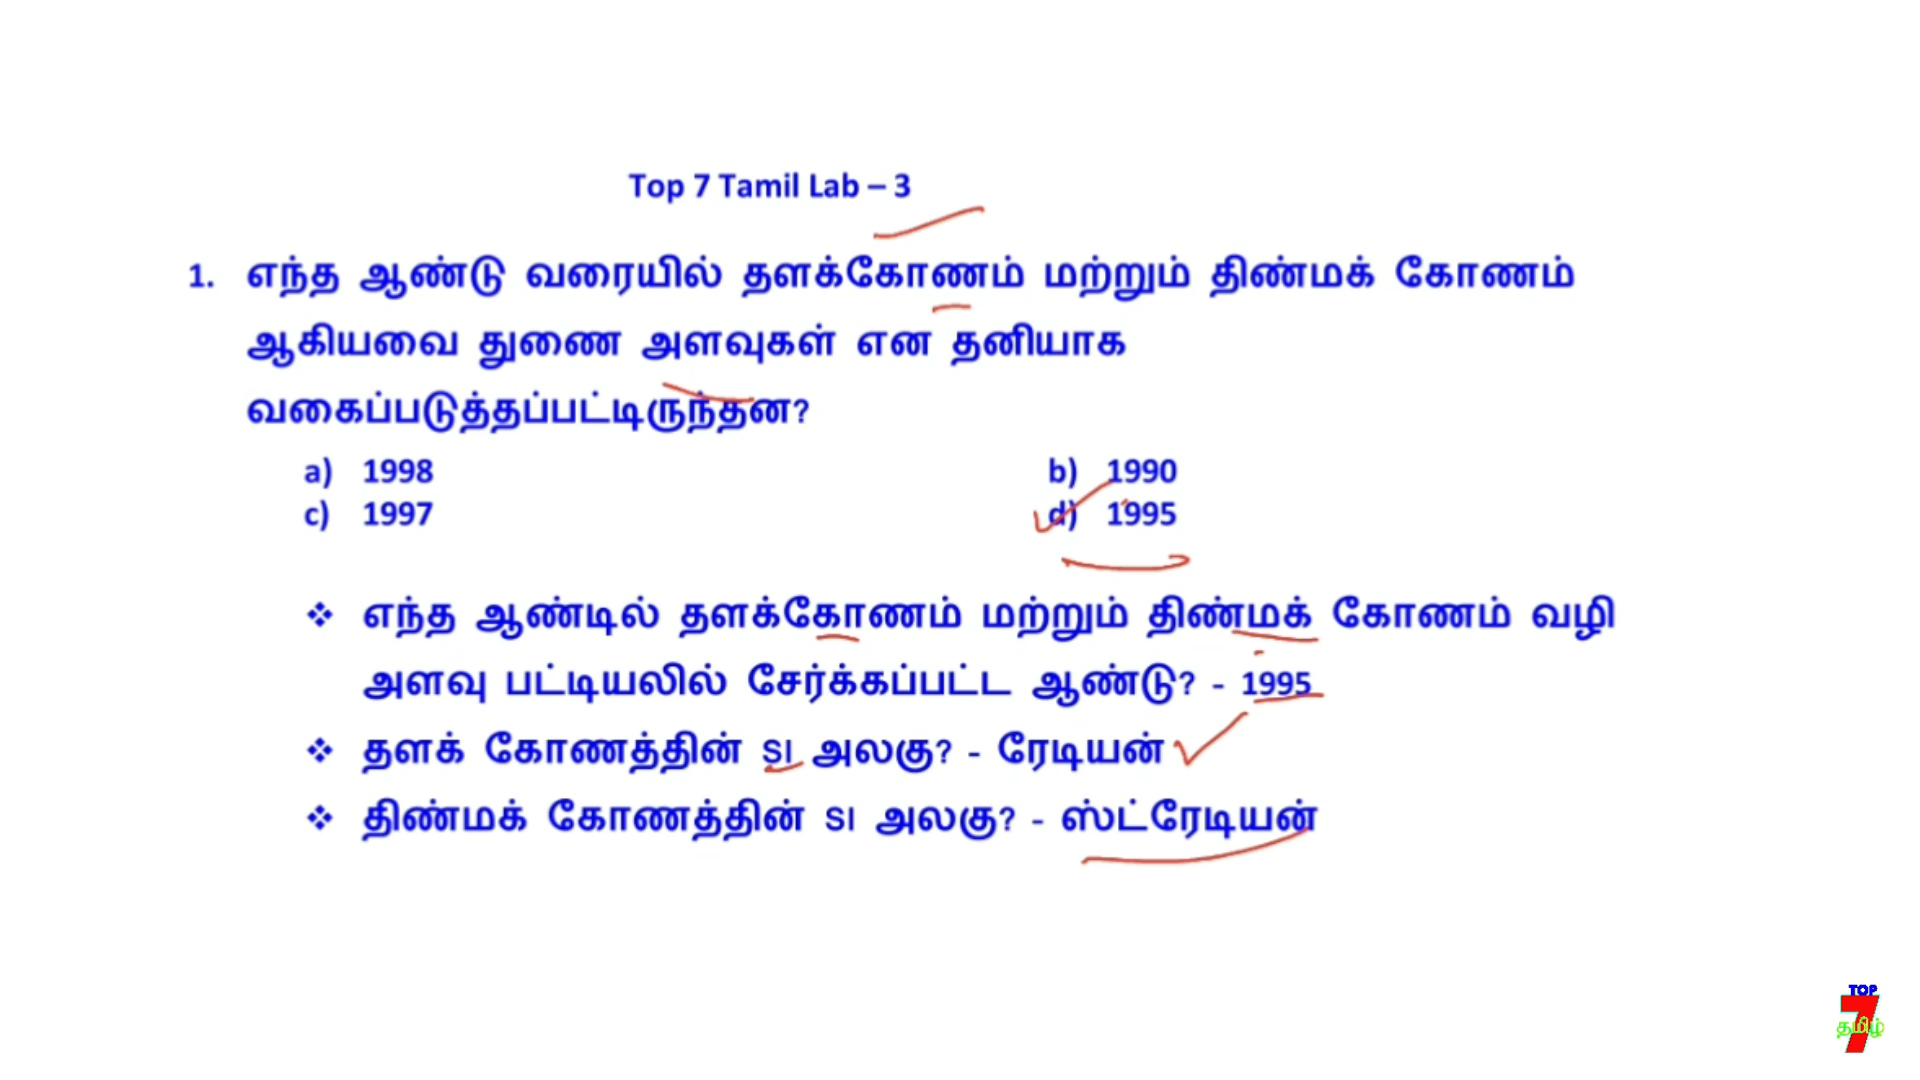 Top 7 Tamil Lab – 3
1. எந்த ஆண்டு வரையில் தளக்கோணம் மற்றும் திண்மக் கோணம்
ஆகியவை துணை அளவுகள் என தனியாக
வகைப்படுத்தப்பட்டிருந்தன?
a) 1998 b) 1990
c) 1997 d) 1995
❖ எந்த ஆண்டில் தளக்கோணம் மற்றும் திண்மக் கோணம் வழி
அளவு பட்டியலில் சேர்க்கப்பட்ட ஆண்டு? - 1995
❖ தளக் கோணத்தின் SI அலகு? - ரேடியன்
❖ திண்மக் கோணத்தின் SI அலகு? - ஸ்ட்ரேடியன்
TOP
7
தமிழ்